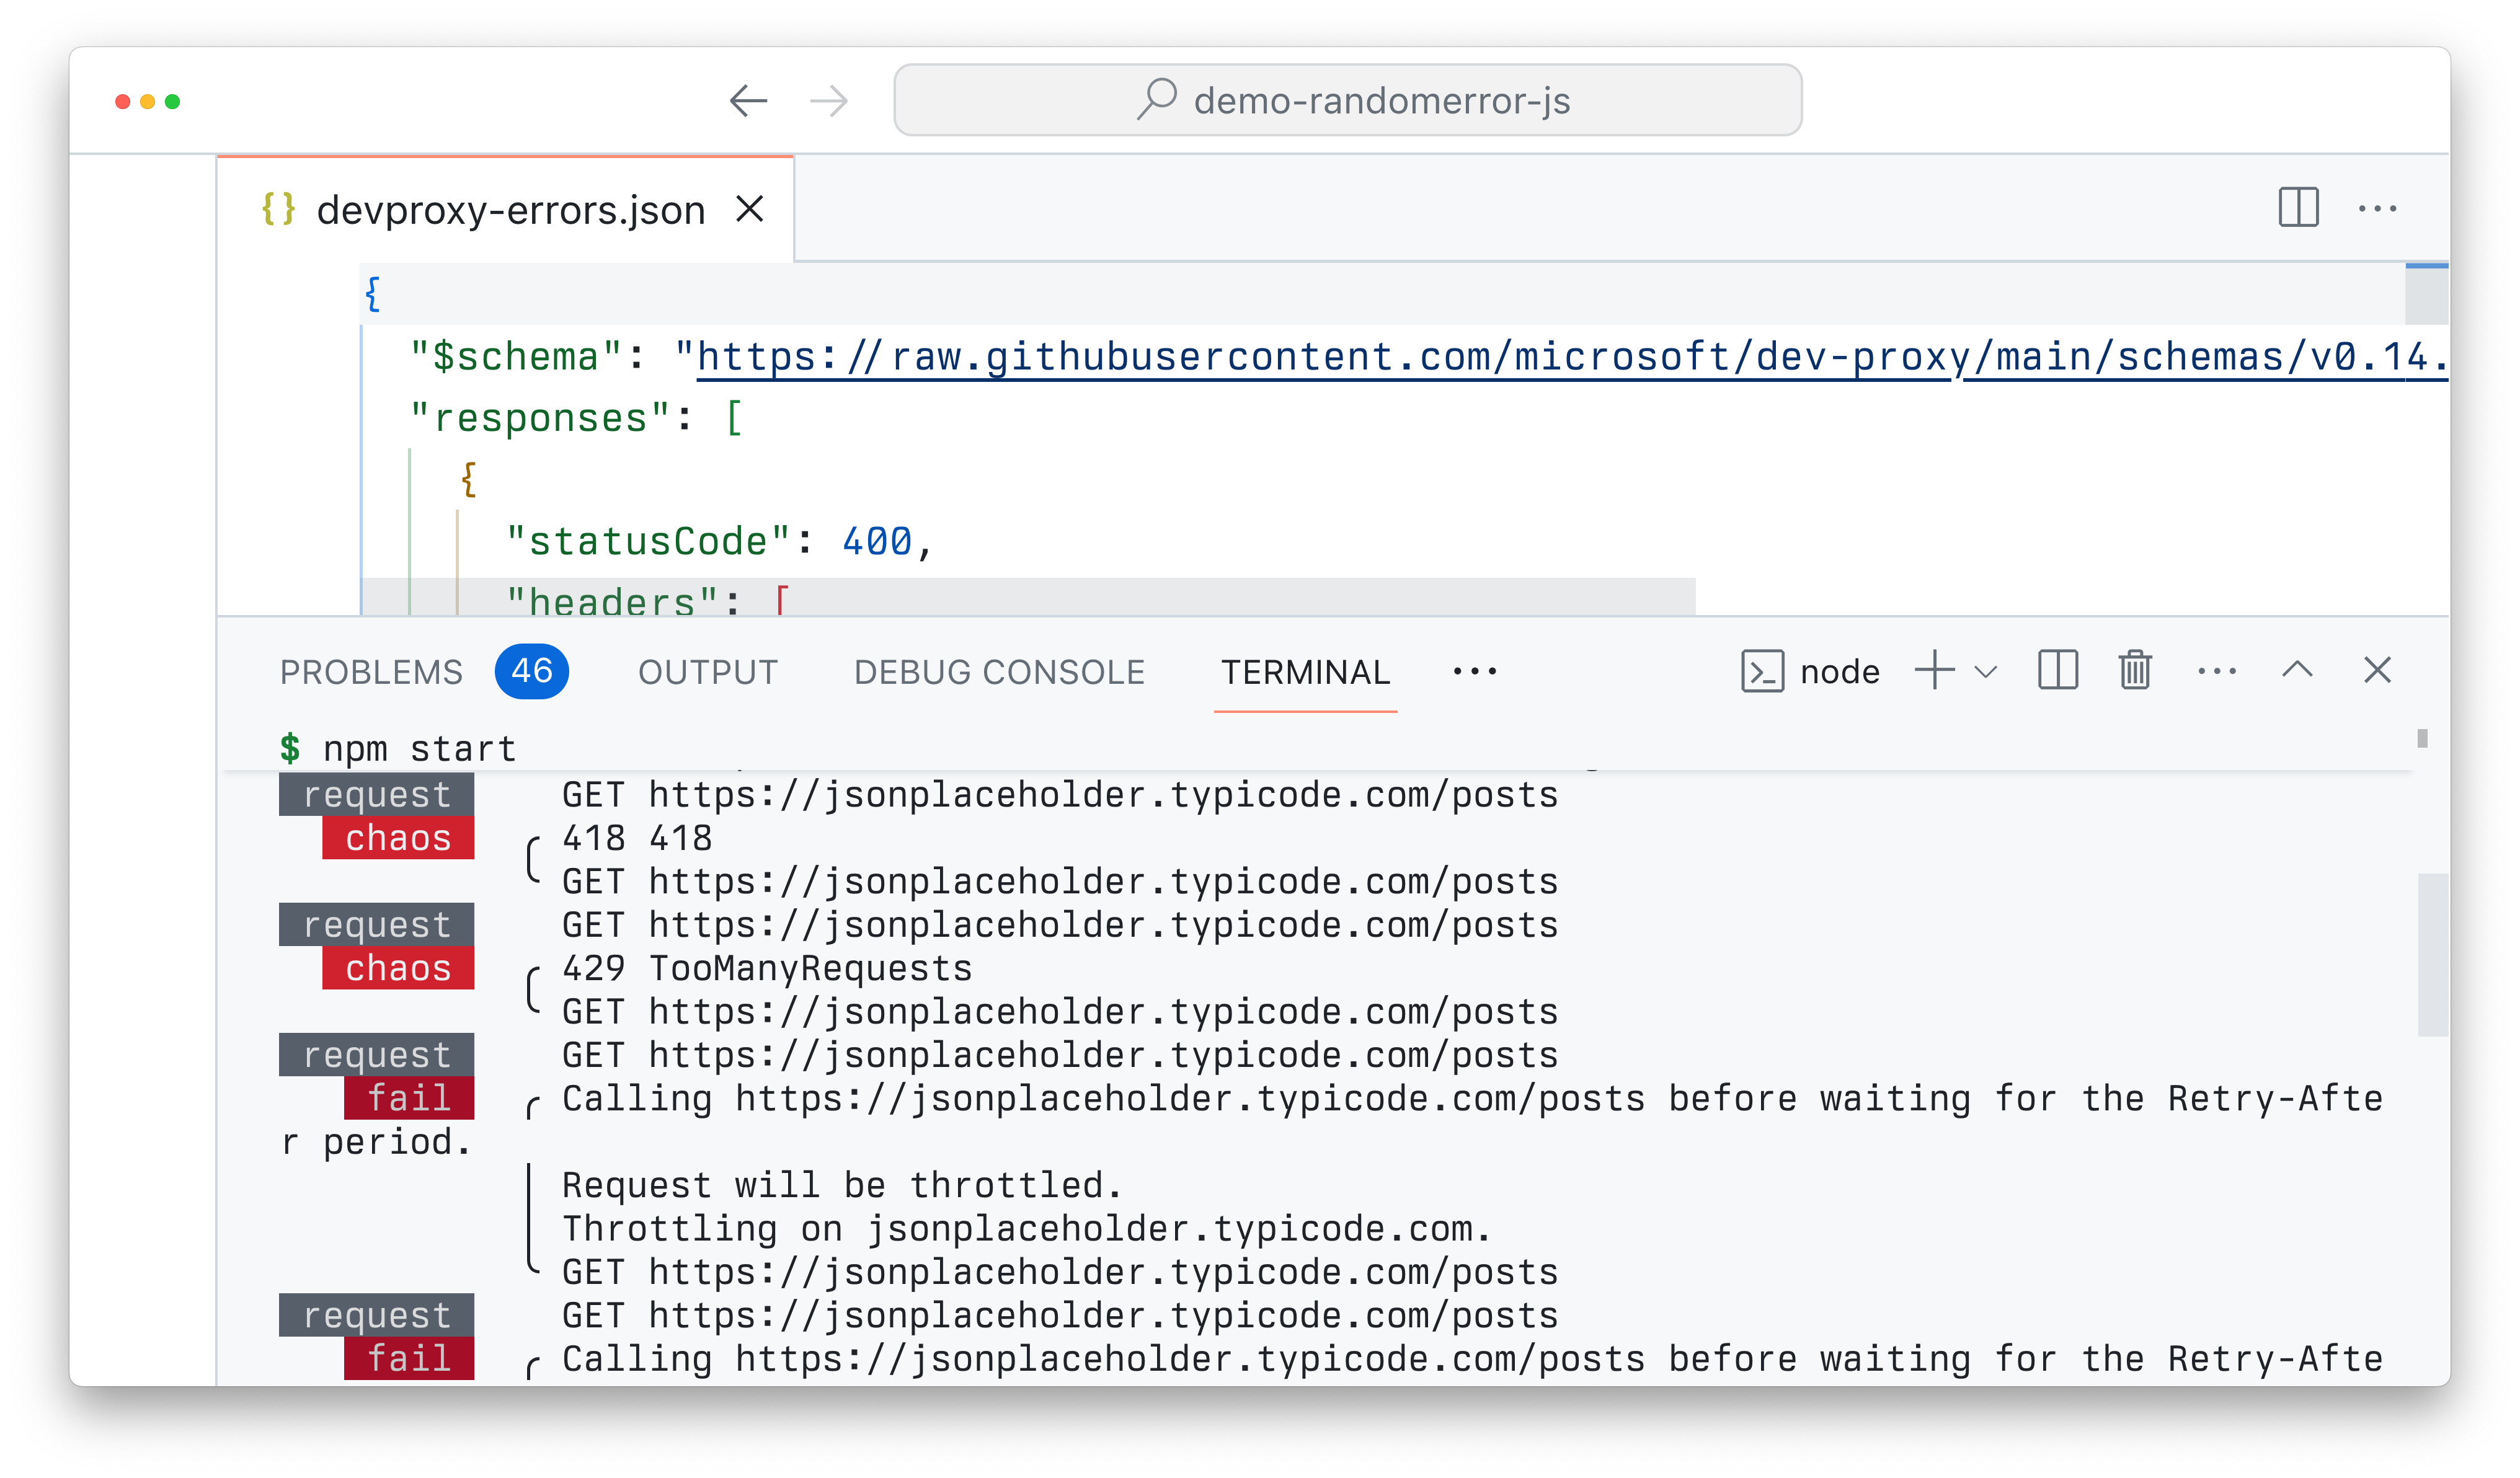 demo-randomerror-js
{} devproxy-errors.json
{
"$schema": "https://raw.githubusercontent.com/microsoft/dev-proxy/main/schemas/v0.14.
"responses": [
{
"statusCode": 400,
"headers": [
PROBLEMS 46 OUTPUT DEBUG CONSOLE TERMINAL ··· node
$ npm start
request GET https://jsonplaceholder.typicode.com/posts
chaos 418 418
GET https://jsonplaceholder.typicode.com/posts
request GET https://jsonplaceholder.typicode.com/posts
chaos 429 TooManyRequests
GET https://jsonplaceholder.typicode.com/posts
request GET https://jsonplaceholder.typicode.com/posts
fail Calling https://jsonplaceholder.typicode.com/posts before waiting for the Retry-Afte
r period.
Request will be throttled.
Throttling on jsonplaceholder.typicode.com.
GET https://jsonplaceholder.typicode.com/posts
request GET https://jsonplaceholder.typicode.com/posts
fail Calling https://jsonplaceholder.typicode.com/posts before waiting for the Retry-Afte